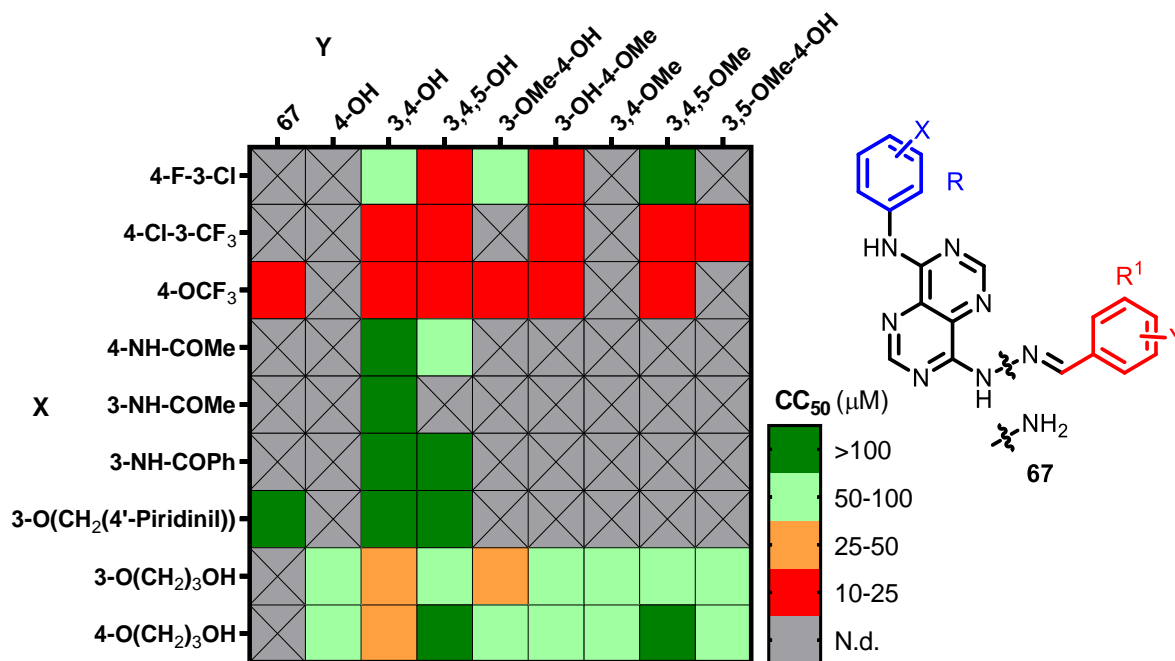 Y
67
4-OH
3,4-OH
3,4,5-OH
3-OMe-4-OH
3-OH-4-OMe
3,4-OMe
3,4,5-OMe
3,5-OMe-4-OH
X
4-F-3-Cl
4-Cl-3-CF₃
4-OCF₃
4-NH-COMe
3-NH-COMe
3-NH-COPh
3-O(CH₂(4'-Piridinil))
3-O(CH₂)₃OH
4-O(CH₂)₃OH
CC₅₀ (μM)
>100
50-100
25-50
10-25
N.d.
X
R
HN
N
N
N
N
N
H
N
R¹
Y
NH₂
67